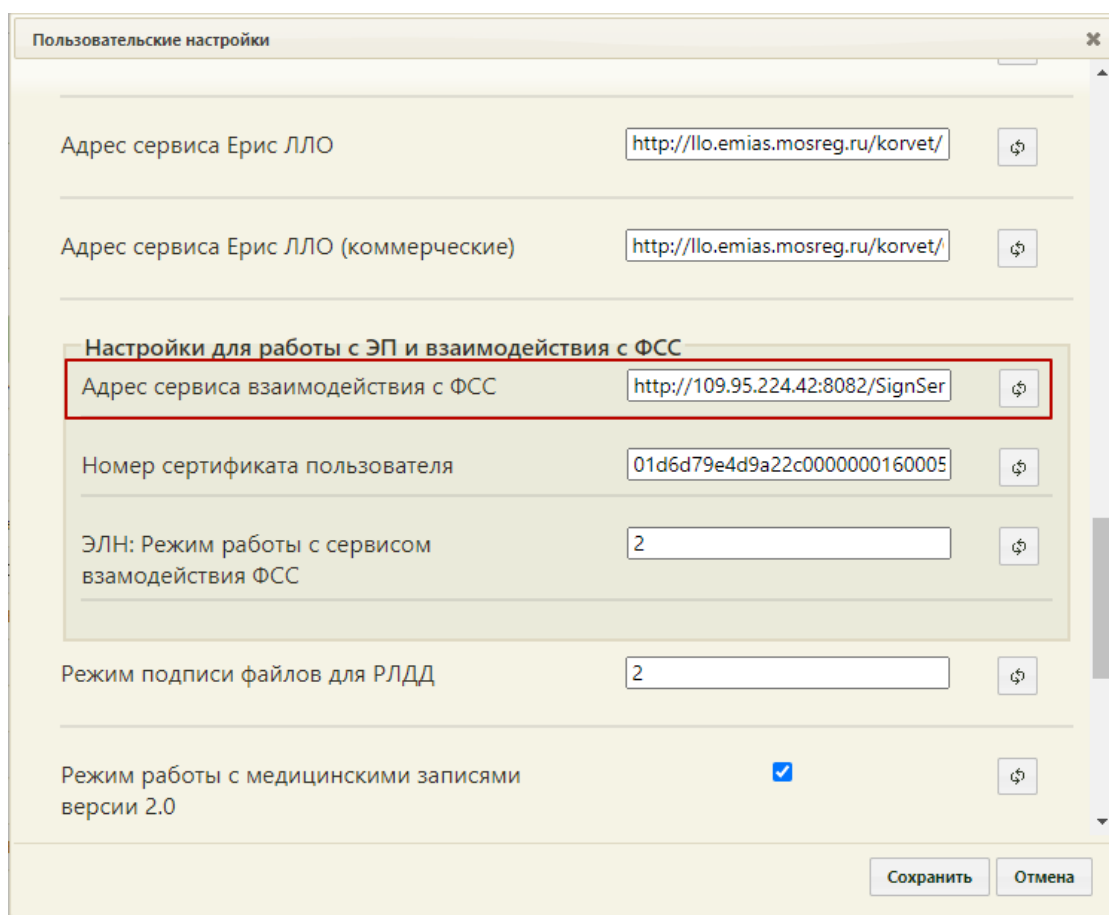 Пользовательские настройки
Адрес сервиса Ерис ЛЛО http://llo.emias.mosreg.ru/korvet/
Адрес сервиса Ерис ЛЛО (коммерческие) http://llo.emias.mosreg.ru/korvet/
Настройки для работы с ЭП и взаимодействия с ФСС
Адрес сервиса взаимодействия с ФСС http://109.95.224.42:8082/SignSer
Номер сертификата пользователя 01d6d79e4d9a22c0000000160005
ЭЛН: Режим работы с сервисом 2
взамодействия ФСС
Режим подписи файлов для РЛДД 2
Режим работы с медицинскими записями
версии 2.0
Сохранить Отмена